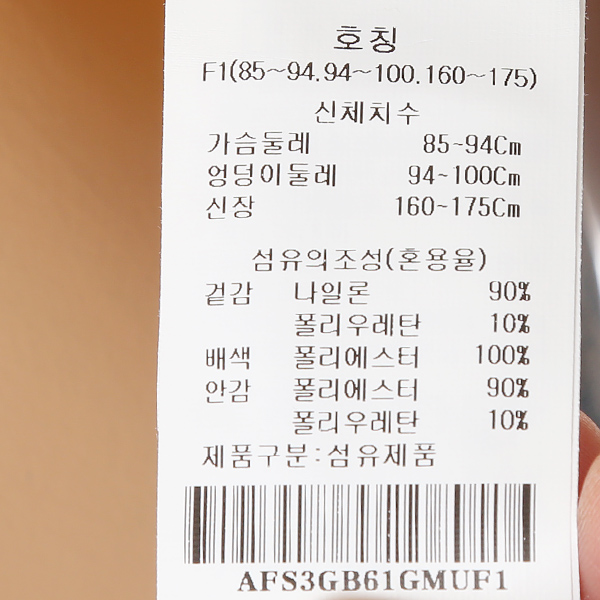 호칭
F1(85~94.94~100.160~175)
신체치수
가슴둘레 85~94Cm
엉덩이둘레 94~100Cm
신장 160~175Cm
섬유의조성(혼용율)
겉감 나일론 90%
폴리우레탄 10%
배색 폴리에스터 100%
안감 폴리에스터 90%
폴리우레탄 10%
제품구분:섬유제품
AFS3GB61GMUF1